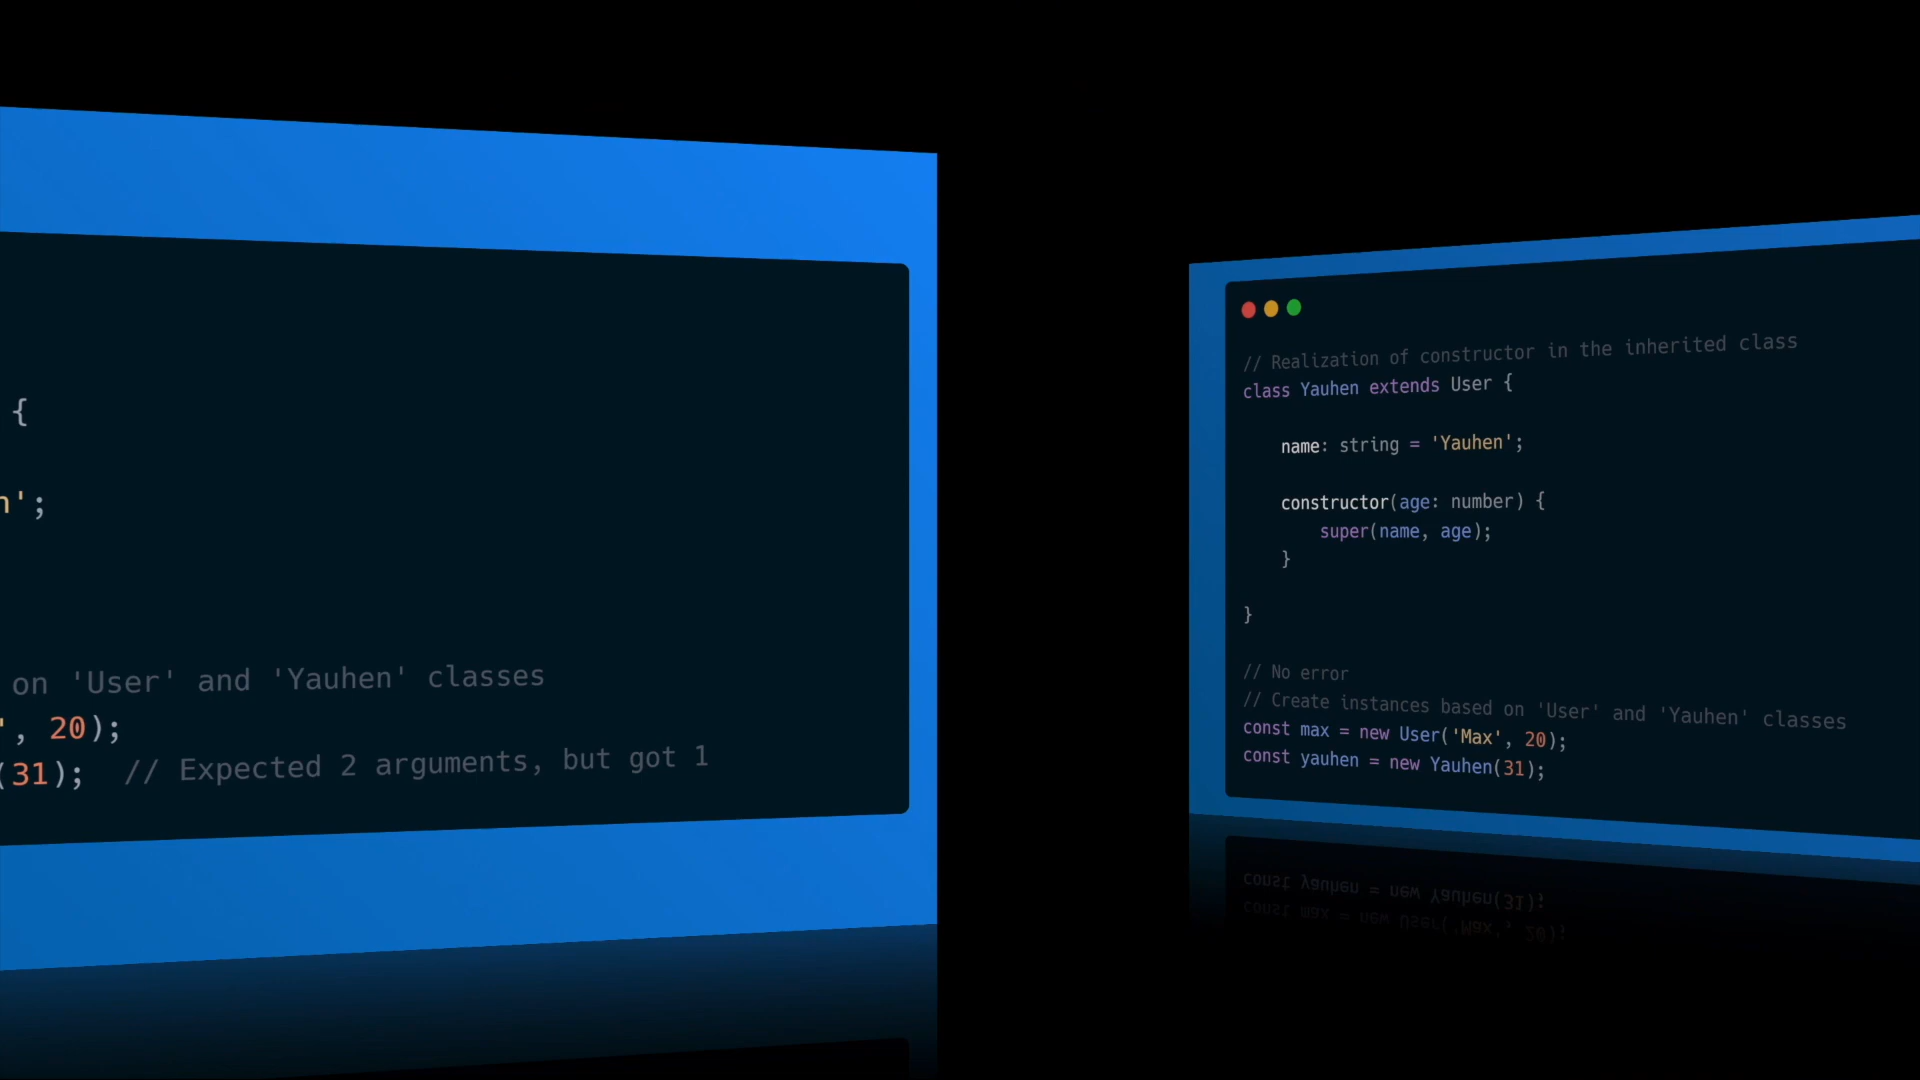 {
n';
on 'User' and 'Yauhen' classes
', 20);
(31);  // Expected 2 arguments, but got 1
// Realization of constructor in the inherited class
class Yauhen extends User {
name: string = 'Yauhen';
constructor(age: number) {
super(name, age);
}
}
// No error
// Create instances based on 'User' and 'Yauhen' classes
const max = new User('Max', 20);
const yauhen = new Yauhen(31);